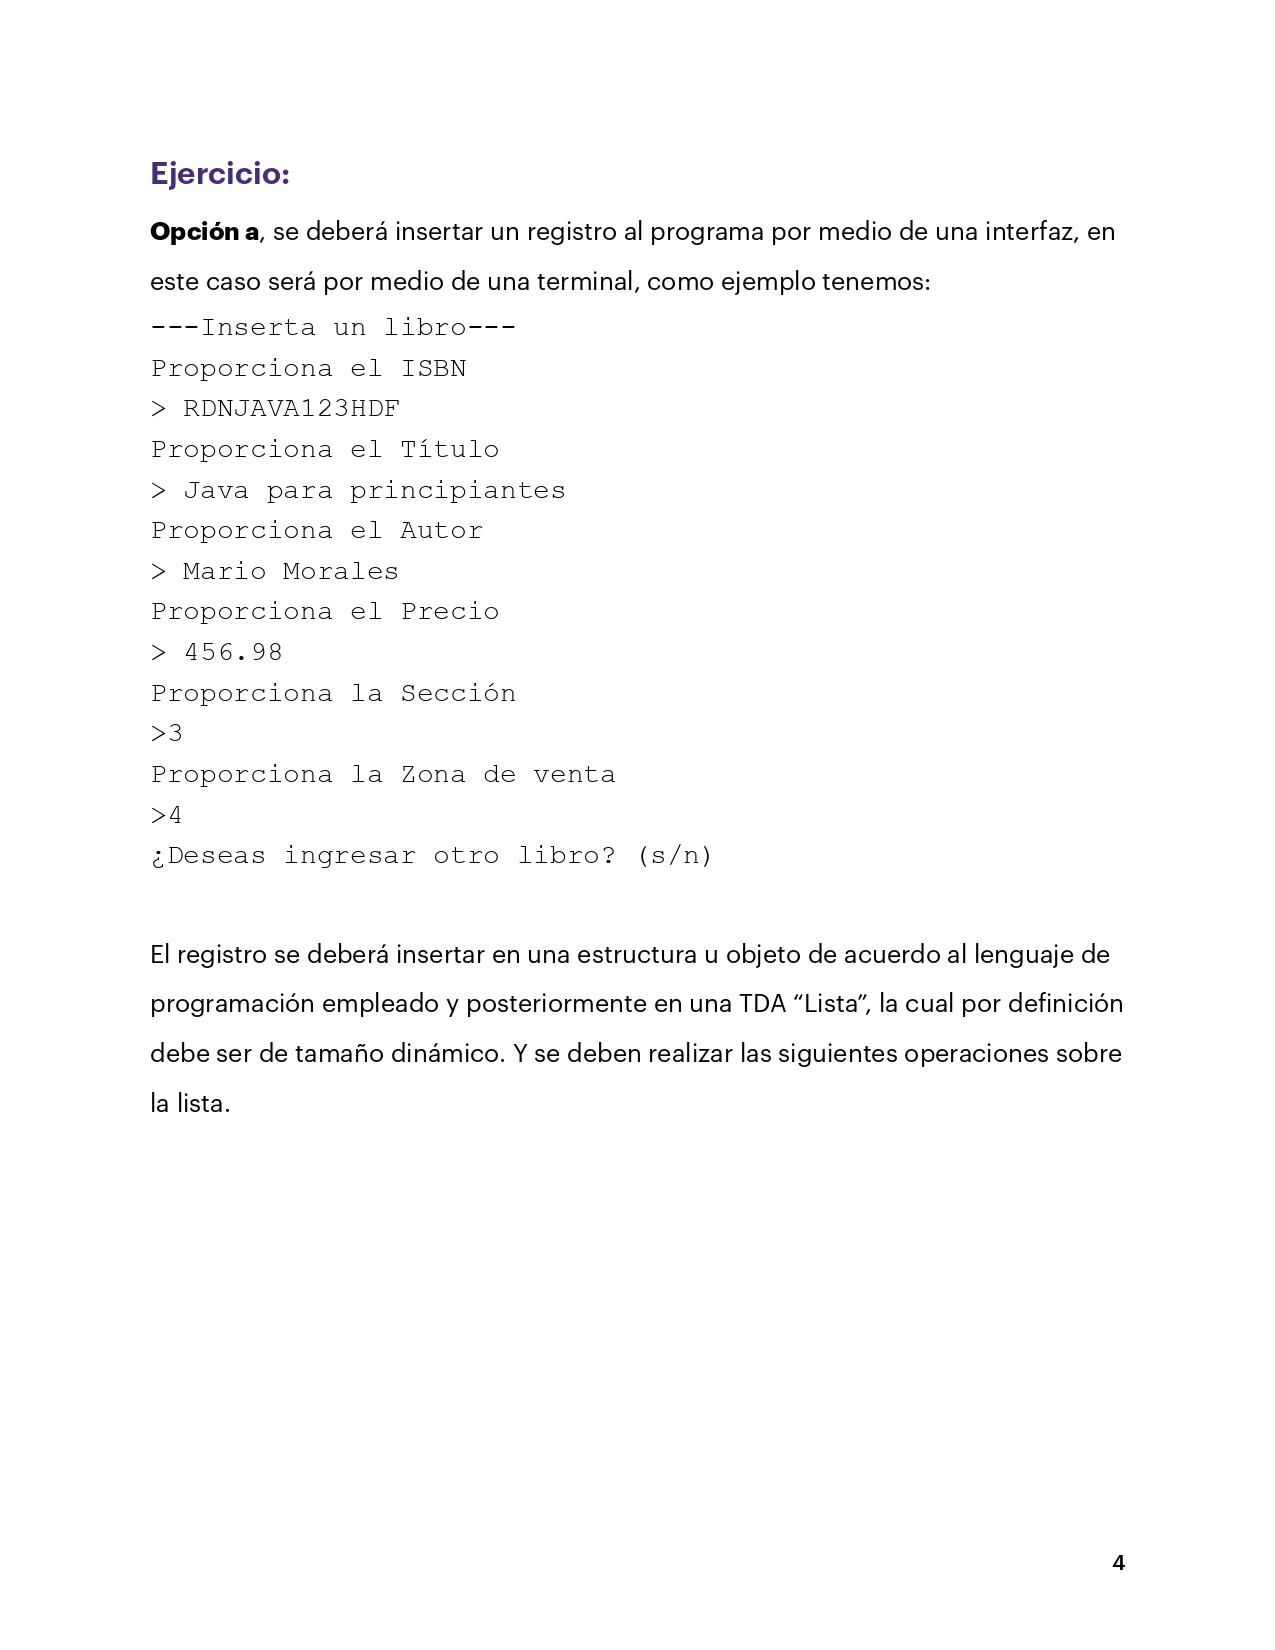 Ejercicio:
Opción a, se deberá insertar un registro al programa por medio de una interfaz, en
este caso será por medio de una terminal, como ejemplo tenemos:
---Inserta un libro---
Proporciona el ISBN
> RDNJAVA123HDF
Proporciona el Título
> Java para principiantes
Proporciona el Autor
> Mario Morales
Proporciona el Precio
> 456.98
Proporciona la Sección
>3
Proporciona la Zona de venta
>4
¿Deseas ingresar otro libro? (s/n)
El registro se deberá insertar en una estructura u objeto de acuerdo al lenguaje de
programación empleado y posteriormente en una TDA “Lista”, la cual por definición
debe ser de tamaño dinámico. Y se deben realizar las siguientes operaciones sobre
la lista.
4